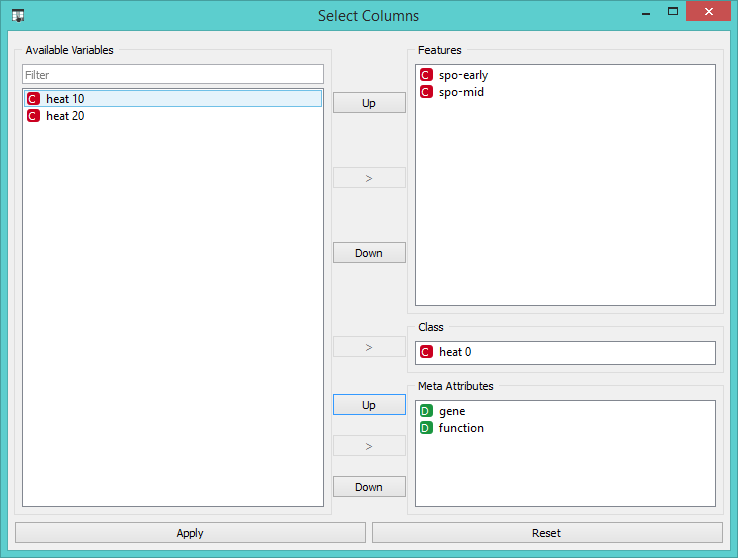 Select Columns
Available Variables
Filter
C heat 10
C heat 20
Up
>
Down
>
Up
>
Down
Features
C spo-early
C spo-mid
Class
C heat 0
Meta Attributes
D gene
D function
Apply
Reset